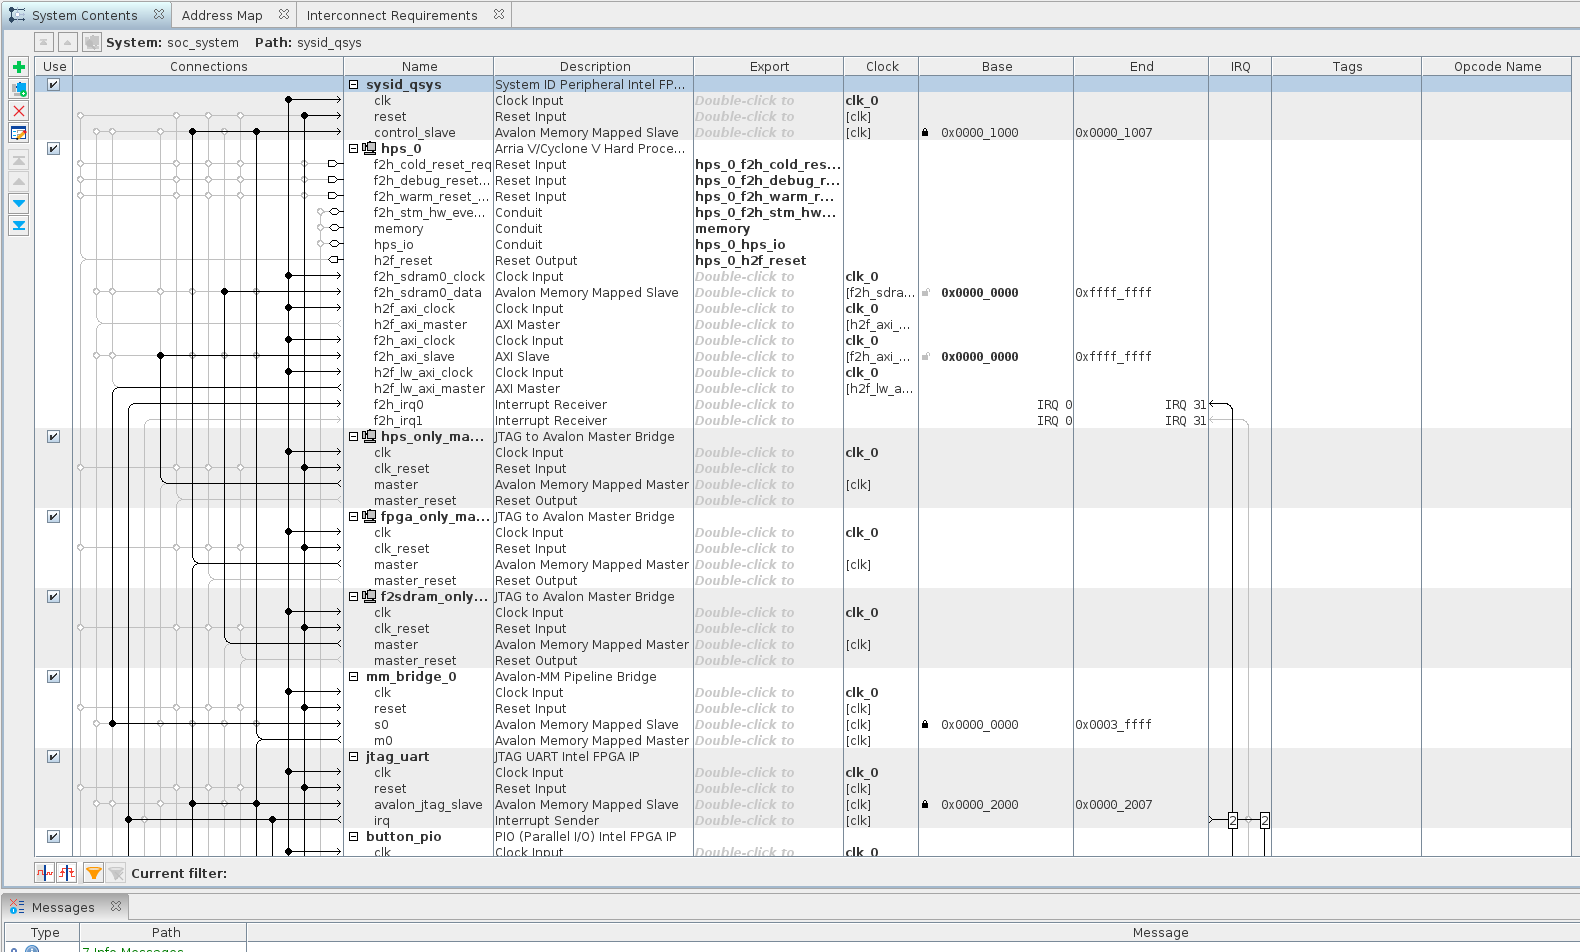 System Contents Address Map Interconnect Requirements
System: soc_system Path: sysid_qsys
Use Connections Name Description Export Clock Base End IRQ Tags Opcode Name
sysid_qsys System ID Peripheral Intel FP...
clk Clock Input Double-click to clk_0
reset Reset Input Double-click to [clk]
control_slave Avalon Memory Mapped Slave Double-click to [clk] 0x0000_1000 0x0000_1007
hps_0 Arria V/Cyclone V Hard Proce...
f2h_cold_reset_req Reset Input hps_0_f2h_cold_res...
f2h_debug_reset... Reset Input hps_0_f2h_debug_r...
f2h_warm_reset_... Reset Input hps_0_f2h_warm_r...
f2h_stm_hw_eve... Conduit hps_0_f2h_stm_hw...
memory Conduit memory
hps_io Conduit hps_0_hps_io
h2f_reset Reset Output hps_0_h2f_reset
f2h_sdram0_clock Clock Input Double-click to clk_0
f2h_sdram0_data Avalon Memory Mapped Slave Double-click to [f2h_sdra... 0x0000_0000 0xffff_ffff
h2f_axi_clock Clock Input Double-click to clk_0
h2f_axi_master AXI Master Double-click to [h2f_axi_...
f2h_axi_clock Clock Input Double-click to clk_0
f2h_axi_slave AXI Slave Double-click to [f2h_axi_... 0x0000_0000 0xffff_ffff
h2f_lw_axi_clock Clock Input Double-click to clk_0
h2f_lw_axi_master AXI Master Double-click to [h2f_lw_a...
f2h_irq0 Interrupt Receiver Double-click to IRQ 0 IRQ 31
f2h_irq1 Interrupt Receiver Double-click to IRQ 0 IRQ 31
hps_only_ma... JTAG to Avalon Master Bridge
clk Clock Input Double-click to clk_0
clk_reset Reset Input Double-click to
master Avalon Memory Mapped Master Double-click to [clk]
master_reset Reset Output Double-click to
fpga_only_ma... JTAG to Avalon Master Bridge
clk Clock Input Double-click to clk_0
clk_reset Reset Input Double-click to
master Avalon Memory Mapped Master Double-click to [clk]
master_reset Reset Output Double-click to
f2sdram_only... JTAG to Avalon Master Bridge
clk Clock Input Double-click to clk_0
clk_reset Reset Input Double-click to
master Avalon Memory Mapped Master Double-click to [clk]
master_reset Reset Output Double-click to
mm_bridge_0 Avalon-MM Pipeline Bridge
clk Clock Input Double-click to clk_0
reset Reset Input Double-click to [clk]
s0 Avalon Memory Mapped Slave Double-click to [clk] 0x0000_0000 0x0003_ffff
m0 Avalon Memory Mapped Master Double-click to [clk]
jtag_uart JTAG UART Intel FPGA IP
clk Clock Input Double-click to clk_0
reset Reset Input Double-click to [clk]
avalon_jtag_slave Avalon Memory Mapped Slave Double-click to [clk] 0x0000_2000 0x0000_2007
irq Interrupt Sender Double-click to [clk] 2 2
button_pio PIO (Parallel I/O) Intel FPGA IP
clk Clock Input Double-click to clk_0
Current filter:
Messages
Type Path Message
7 Info Messages